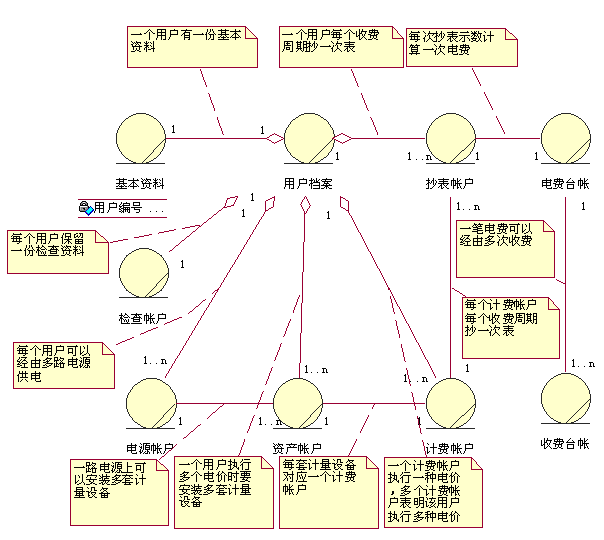 一个用户有一份基本
资料
一个用户每个收费
周期抄一次表
每次抄表示数计
算一次电费
1
1
1
1..n
1
1
基本资料
用户档案
抄表帐户
电费台帐
用户编号 ...
1
1
1
1..n
1
每个用户保留
一份检查资料
一笔电费可以
经由多次收费
1
检查帐户
每个计费帐户
每个收费周期
抄一次表
每个用户可以
经由多路电源
供电
1..n
1..n
1..n
1
1..n
1
1..n
1
1
电源帐户
资产帐户
计费帐户
收费台帐
一路电源上可
以安装多套计
量设备
一个用户执行
多个电价时要
安装多套计量
设备
每套计量设备
对应一个计费
帐户
一个计费帐户
执行一种电价
，多个计费帐
户表明该用户
执行多种电价